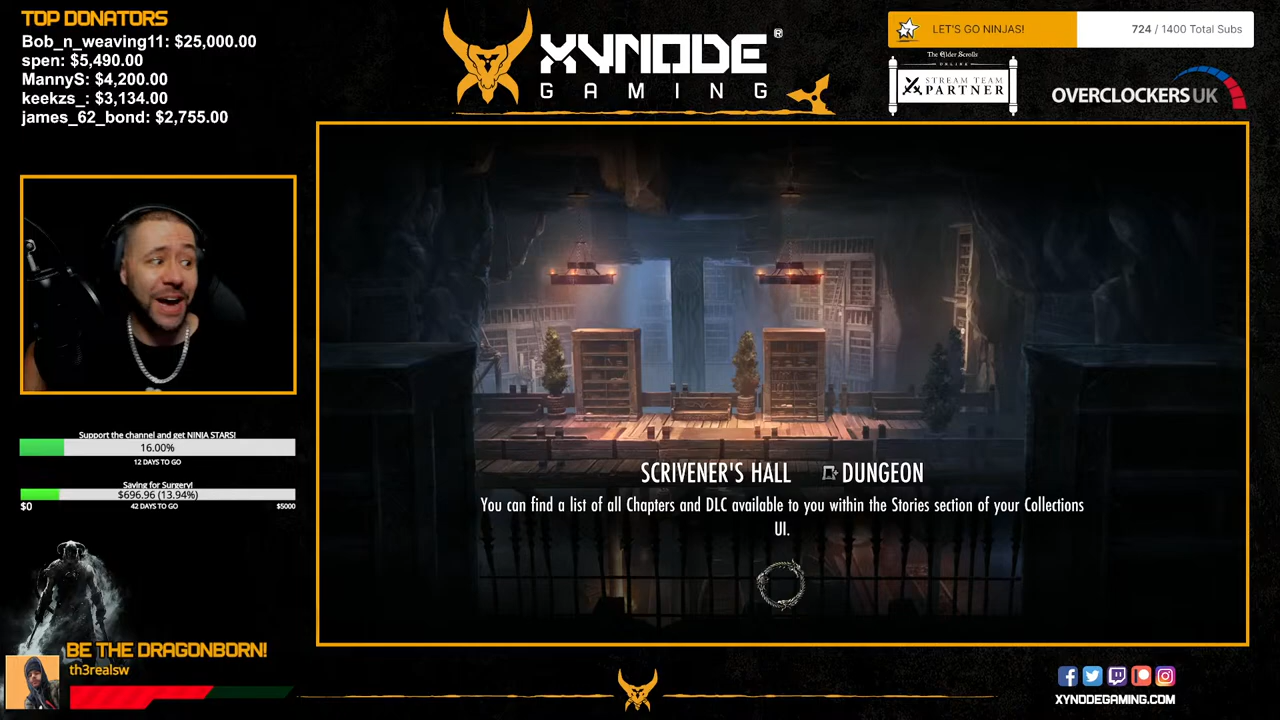 TOP DONATORS
Bob_n_weaving11: $25,000.00
spen: $5,490.00
MannyS: $4,200.00
keekzs_: $3,134.00
james_62_bond: $2,755.00
XYNODE®
GAMING
LET'S GO NINJAS!
724 / 1400 Total Subs
The Elder Scrolls
ONLINE
STREAM TEAM
PARTNER
OVERCLOCKERS UK
Support the channel and get NINJA STARS!
16.00%
12 DAYS TO GO
Saving for Surgery!
$696.96 (13.94%)
$0
42 DAYS TO GO
$5000
SCRIVENER'S HALL DUNGEON
You can find a list of all Chapters and DLC available to you within the Stories section of your Collections
UI.
BE THE DRAGONBORN!
th3realsw
XYNODEGAMING.COM